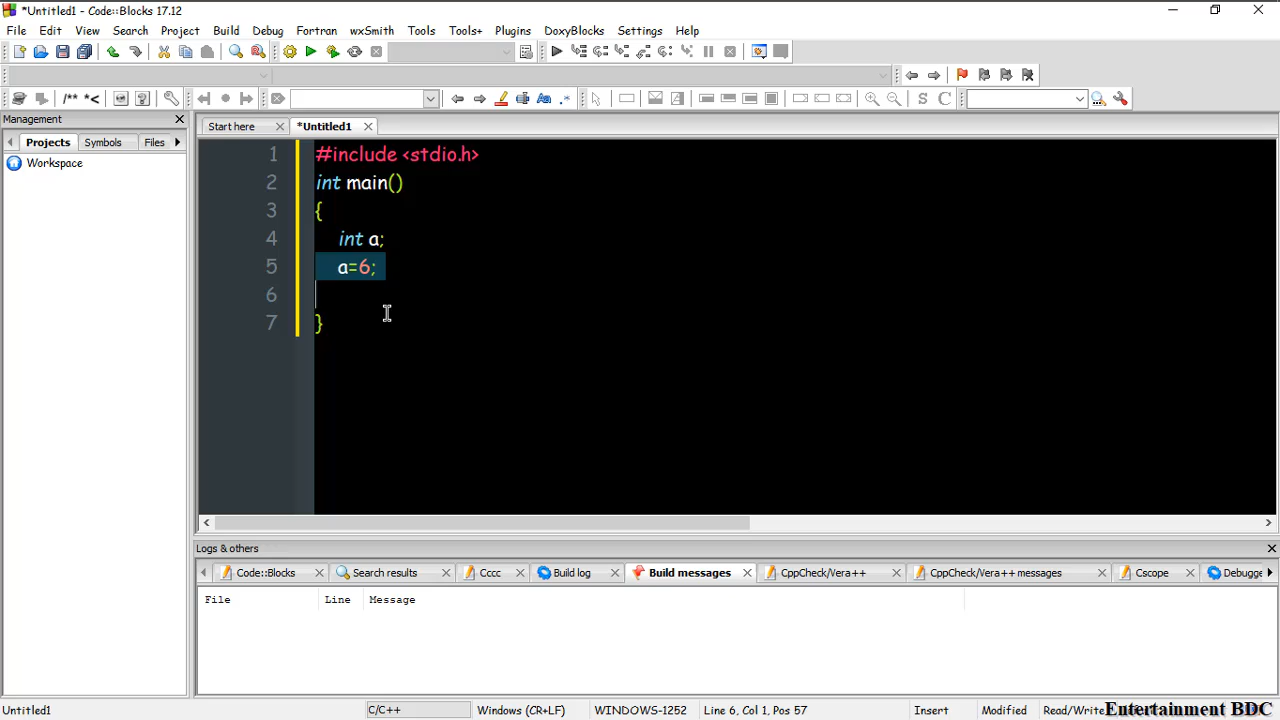 *Untitled1 - Code::Blocks 17.12
File Edit View Search Project Build Debug Fortran wxSmith Tools Tools+ Plugins DoxyBlocks Settings Help
/** *<
S C
Management
Projects Symbols Files
Workspace
Start here *Untitled1
1 #include <stdio.h>
2 int main()
3 {
4 int a;
5 a=6;
6
7 }
Logs & others
Code::Blocks Search results Cccc Build log Build messages CppCheck/Vera++ CppCheck/Vera++ messages Cscope Debugge
File Line Message
Untitled1 C/C++ Windows (CR+LF) WINDOWS-1252 Line 6, Col 1, Pos 57 Insert Modified Read/Write
Entertainment BDC